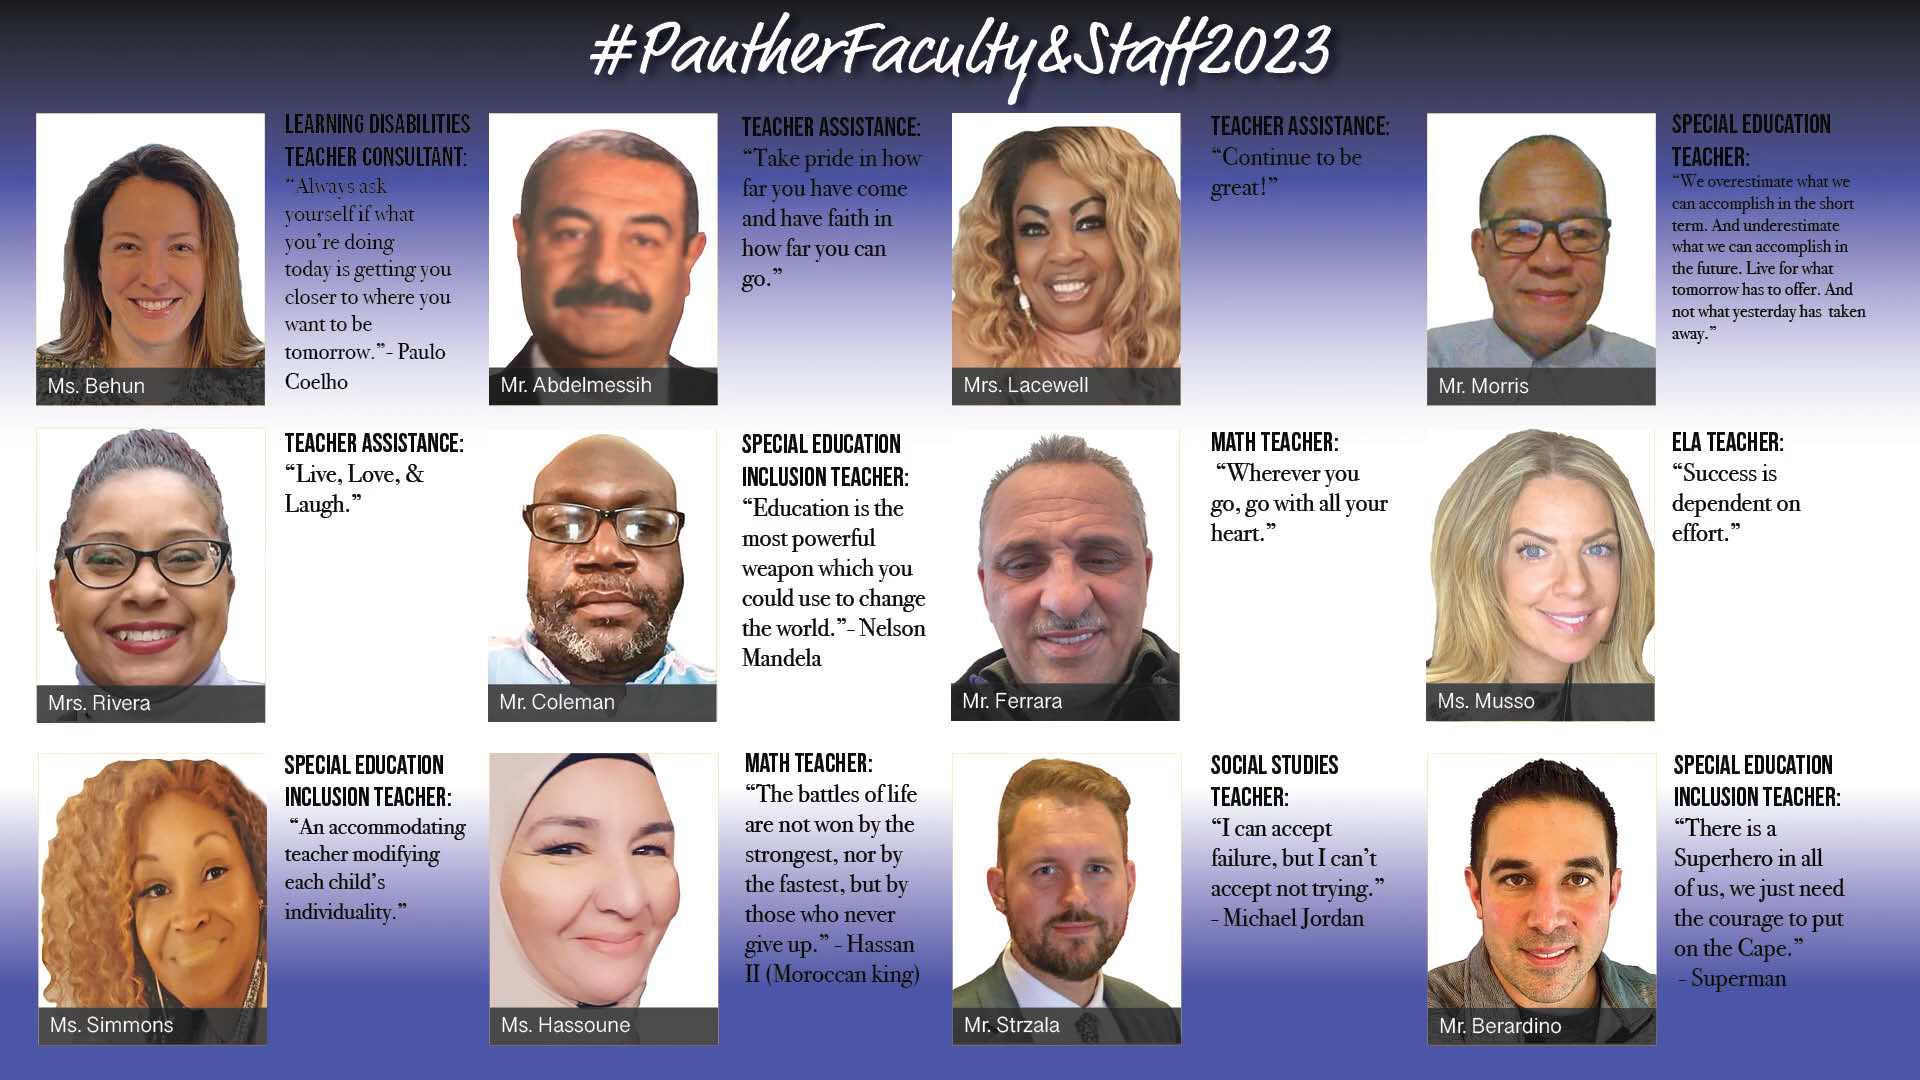 #PantherFaculty&Staff2023
LEARNING DISABILITIES
TEACHER CONSULTANT:
“Always ask
yourself if what
you’re doing
today is getting you
closer to where you
want to be
tomorrow.”- Paulo
Coelho
Ms. Behun
TEACHER ASSISTANCE:
“Take pride in how
far you have come
and have faith in
how far you can
go.”
Mr. Abdelmessih
TEACHER ASSISTANCE:
“Continue to be
great!”
Mrs. Lacewell
SPECIAL EDUCATION
TEACHER:
“We overestimate what we
can accomplish in the short
term. And underestimate
what we can accomplish in
the future. Live for what
tomorrow has to offer. And
not what yesterday has taken
away.”
Mr. Morris
TEACHER ASSISTANCE:
“Live, Love, &
Laugh.”
Mrs. Rivera
SPECIAL EDUCATION
INCLUSION TEACHER:
“Education is the
most powerful
weapon which you
could use to change
the world.”- Nelson
Mandela
Mr. Coleman
MATH TEACHER:
“Wherever you
go, go with all your
heart.”
Mr. Ferrara
ELA TEACHER:
“Success is
dependent on
effort.”
Ms. Musso
SPECIAL EDUCATION
INCLUSION TEACHER:
“An accommodating
teacher modifying
each child’s
individuality.”
Ms. Simmons
MATH TEACHER:
“The battles of life
are not won by the
strongest, nor by
the fastest, but by
those who never
give up.” - Hassan
II (Moroccan king)
Ms. Hassoune
SOCIAL STUDIES
TEACHER:
“I can accept
failure, but I can’t
accept not trying.”
- Michael Jordan
Mr. Strzala
SPECIAL EDUCATION
INCLUSION TEACHER:
“There is a
Superhero in all
of us, we just need
the courage to put
on the Cape.”
- Superman
Mr. Berardino